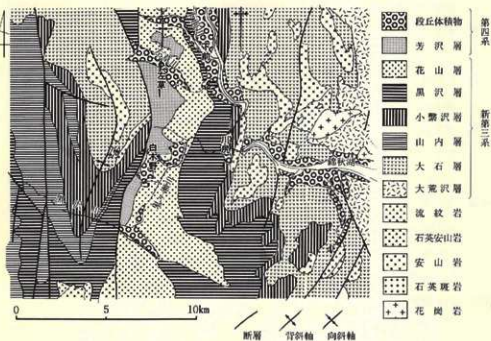 段丘体積物
芳沢層
花山層
黒沢層
小繫沢層
山内層
大石層
大荒沢層
流紋岩
石英安山岩
安山岩
石英斑岩
花崗岩
第四系
新第三系
0 5 10km
断層 背斜軸 向斜軸